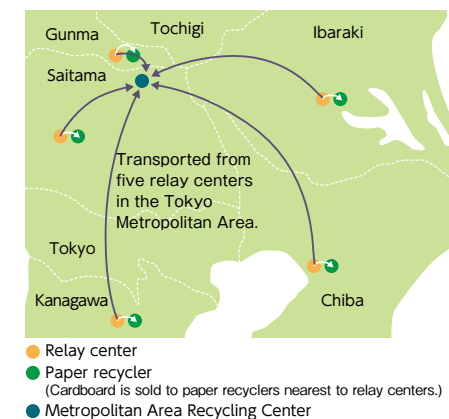 Gunma
Tochigi
Ibaraki
Saitama
Transported from
five relay centers
in the Tokyo
Metropolitan Area.
Tokyo
Kanagawa
Chiba
Relay center
Paper recycler
(Cardboard is sold to paper recyclers nearest to relay centers.)
Metropolitan Area Recycling Center